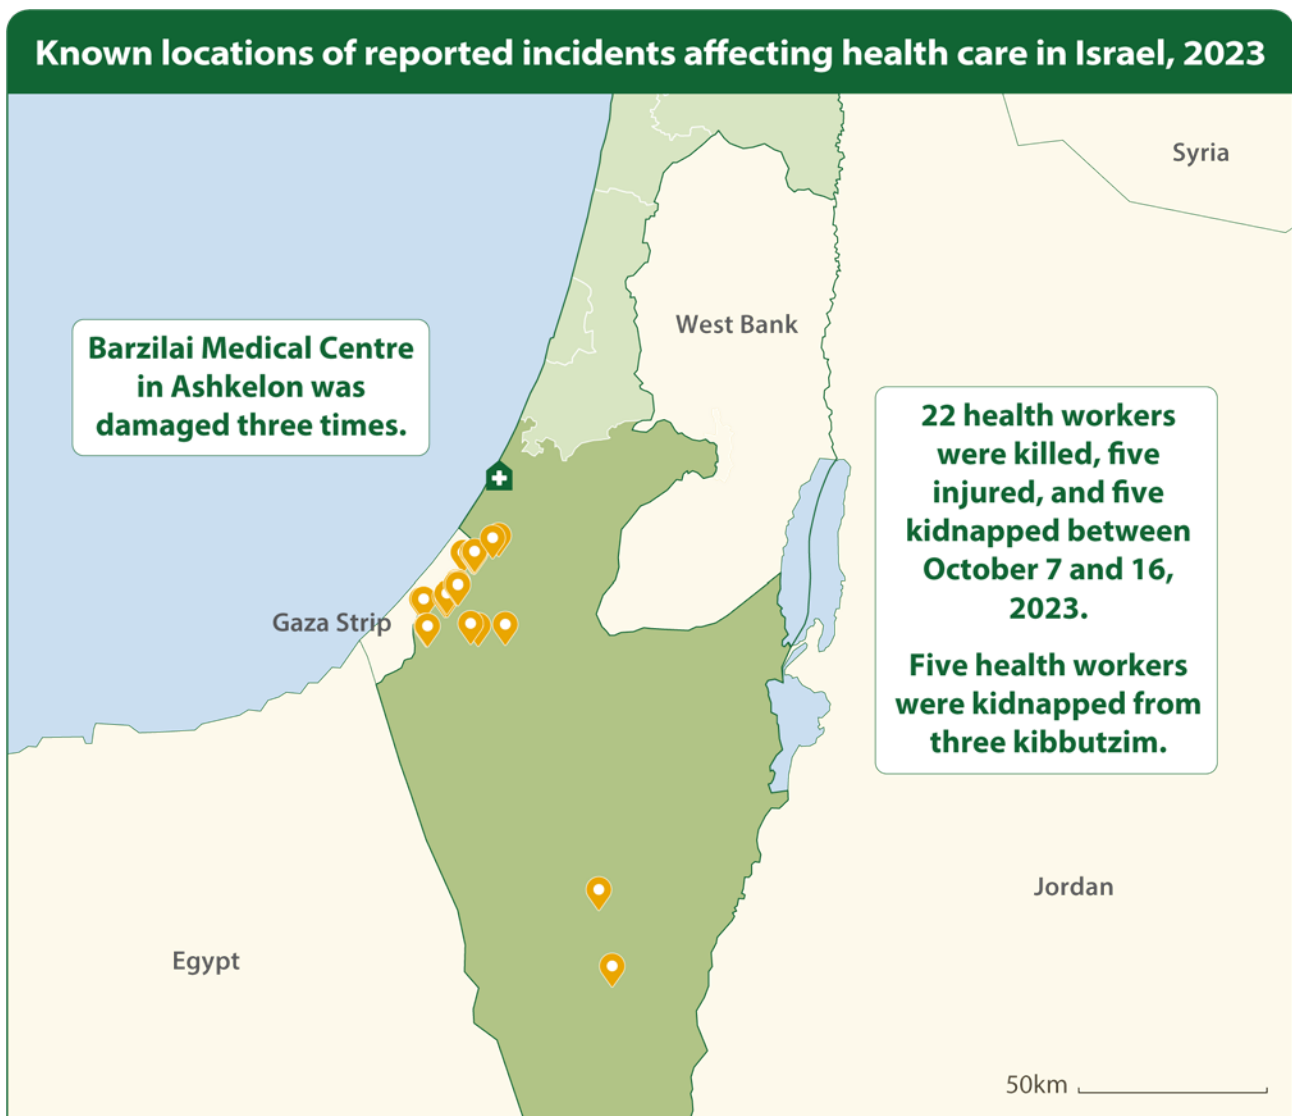 Known locations of reported incidents affecting health care in Israel, 2023
Syria
West Bank
Barzilai Medical Centre
in Ashkelon was
damaged three times.
22 health workers
were killed, five
injured, and five
kidnapped between
October 7 and 16,
2023.
Five health workers
were kidnapped from
three kibbutzim.
Gaza Strip
Jordan
Egypt
50km